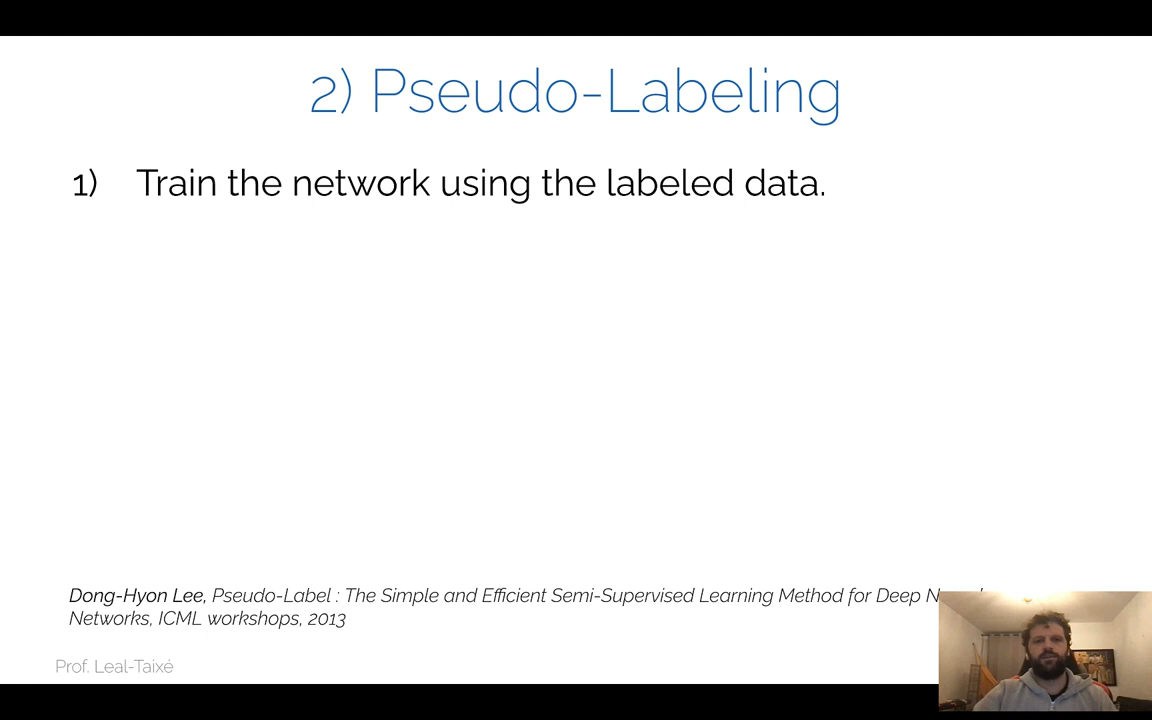 2) Pseudo-Labeling
1) Train the network using the labeled data.
Dong-Hyon Lee, Pseudo-Label : The Simple and Efficient Semi-Supervised Learning Method for Deep
Networks, ICML workshops, 2013
Prof. Leal-Taixé